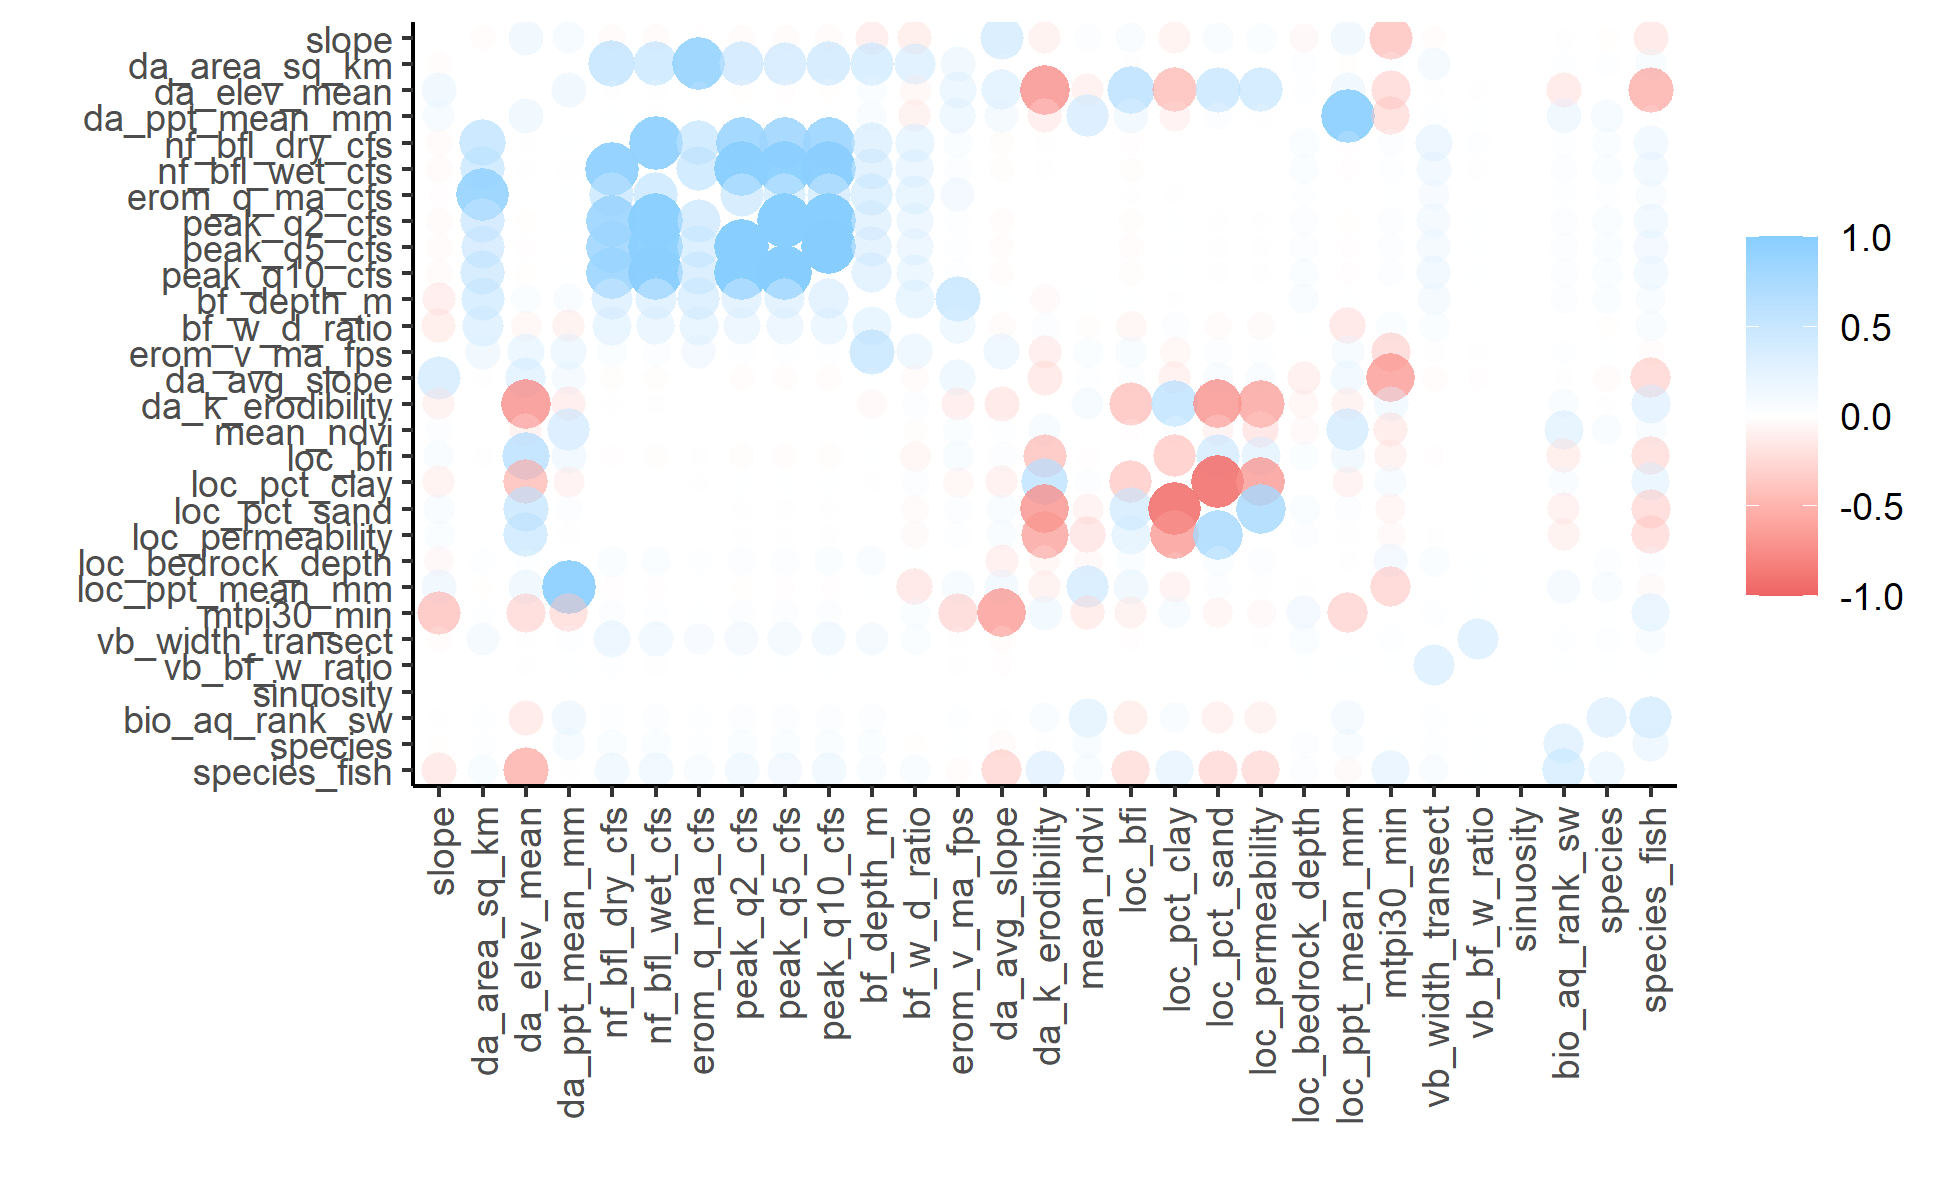 slope
da_area_sq_km
da_elev_mean
da_ppt_mean_mm
nf_bfl_dry_cfs
nf_bfl_wet_cfs
erom_q_ma_cfs
peak_q2_cfs
peak_q5_cfs
peak_q10_cfs
bf_depth_m
bf_w_d_ratio
erom_v_ma_fps
da_avg_slope
da_k_erodibility
mean_ndvi
loc_bfi
loc_pct_clay
loc_pct_sand
loc_permeability
loc_bedrock_depth
loc_ppt_mean_mm
mtpi30_min
vb_width_transect
vb_bf_w_ratio
sinuosity
bio_aq_rank_sw
species
species_fish
slope
da_area_sq_km
da_elev_mean
da_ppt_mean_mm
nf_bfl_dry_cfs
nf_bfl_wet_cfs
erom_q_ma_cfs
peak_q2_cfs
peak_q5_cfs
peak_q10_cfs
bf_depth_m
bf_w_d_ratio
erom_v_ma_fps
da_avg_slope
da_k_erodibility
mean_ndvi
loc_bfi
loc_pct_clay
loc_pct_sand
loc_permeability
loc_bedrock_depth
loc_ppt_mean_mm
mtpi30_min
vb_width_transect
vb_bf_w_ratio
sinuosity
bio_aq_rank_sw
species
species_fish
1.0
0.5
0.0
-0.5
-1.0